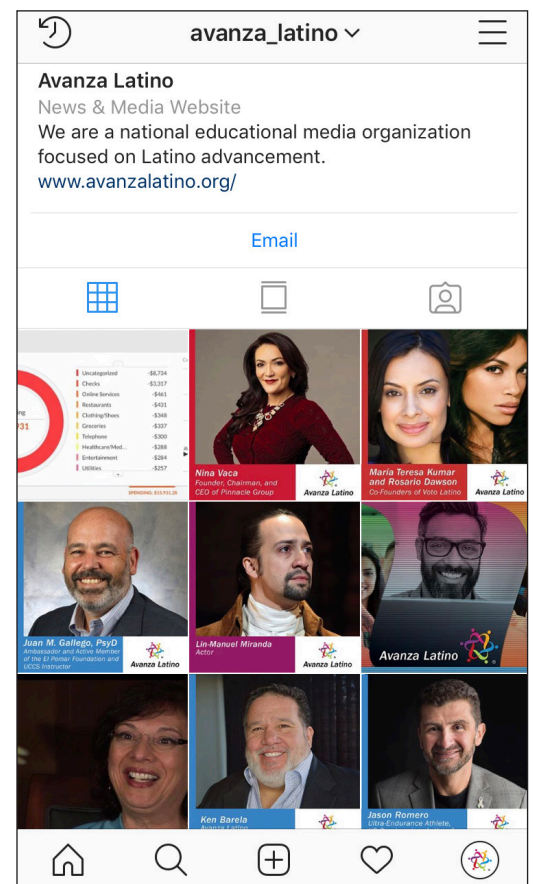 avanza_latino
Avanza Latino
News & Media Website
We are a national educational media organization
focused on Latino advancement.
www.avanzalatino.org/
Email
Uncategorized -$8,734
Checks -$3,317
Online Services -$461
Restaurants -$431
Clothing/Shoes -$348
Groceries -$337
Telephone -$300
Healthcare/Med... -$288
Entertainment -$284
Utilities -$257
Nina Vaca
Founder, Chairman, and
CEO of Pinnacle Group
Avanza Latino
María Teresa Kumar
and Rosario Dawson
Co-Founders of Voto Latino
Avanza Latino
Juan M. Gallego, PsyD
Ambassador and Active Member
of the El Pomar Foundation and
UCCS Instructor
Avanza Latino
Lin-Manuel Miranda
Actor
Avanza Latino
Avanza Latino
Ken Barela
Avanza Latino
Jason Romero
Ultra-Endurance Athlete,